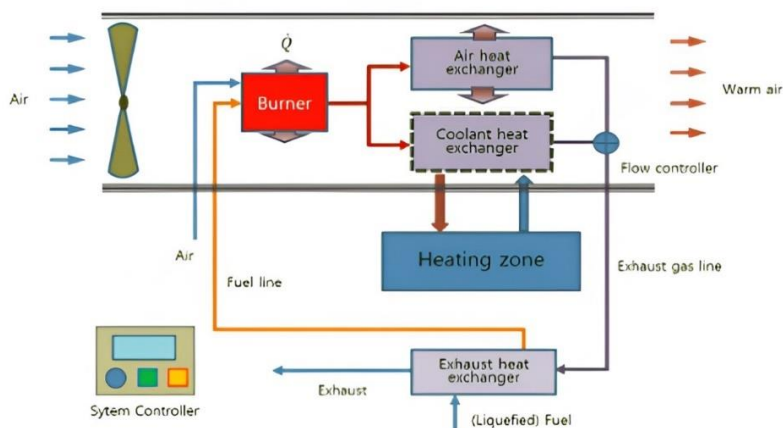 Air
Q̇
Burner
Air heat
exchanger
Coolant heat
exchanger
Warm air
Flow controller
Air
Fuel line
Heating zone
Exhaust gas line
Sytem Controller
Exhaust
Exhaust heat
exchanger
(Liquefied) Fuel